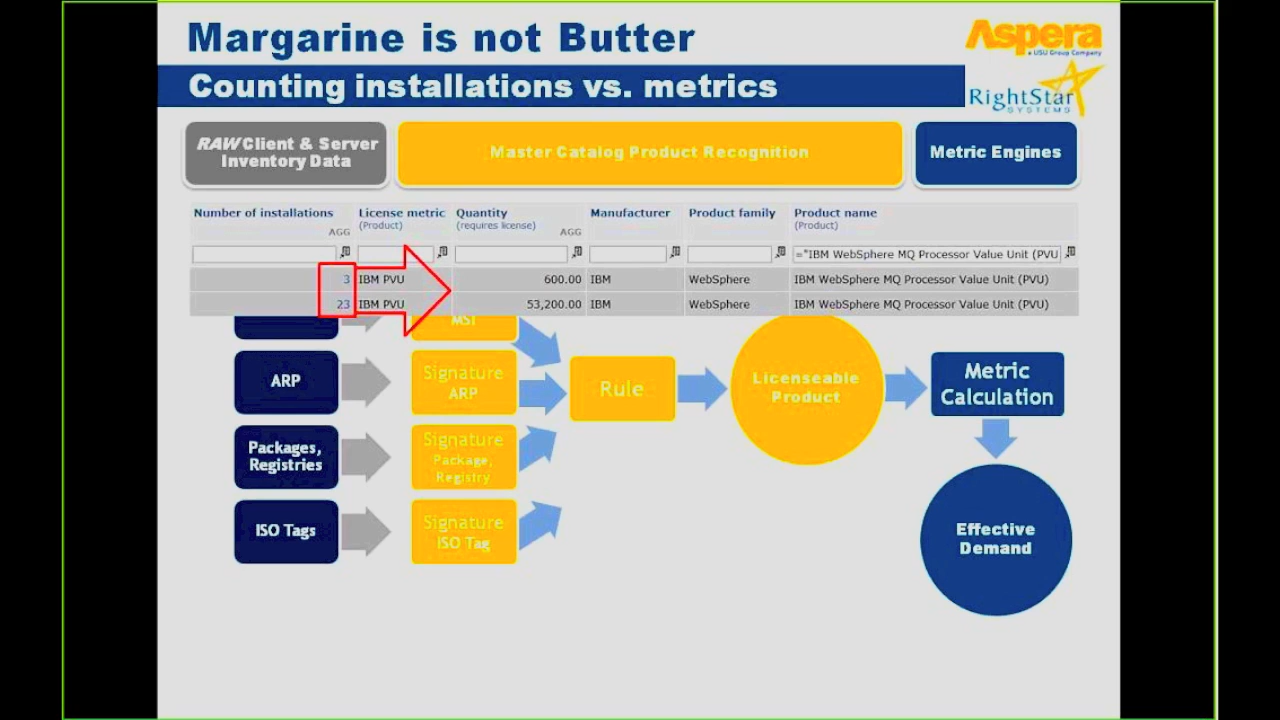 Margarine is not Butter
Aspera
a USU Group Company
Counting installations vs. metrics
RightStar
SYSTEMS
RAW Client & Server
Inventory Data
Master Catalog Product Recognition
Metric Engines
Number of installations License metric Quantity Manufacturer Product family Product name
AGG (Product) (requires license) AGG (Product)
="IBM WebSphere MQ Processor Value Unit (PVU
3 IBM PVU 600.00 IBM WebSphere IBM WebSphere MQ Processor Value Unit (PVU)
23 IBM PVU 53,200.00 IBM WebSphere IBM WebSphere MQ Processor Value Unit (PVU)
MSI
ARP
Signature
ARP
Rule
Licenseable
Product
Metric
Calculation
Packages,
Registries
Signature
Package,
Registry
ISO Tags
Signature
ISO Tag
Effective
Demand